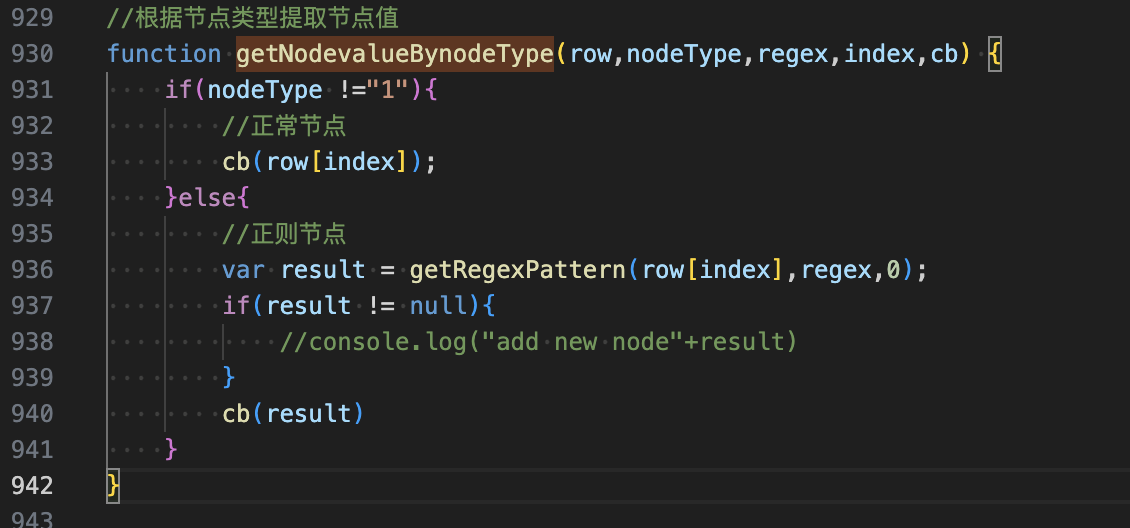 929 //根据节点类型提取节点值
930 function getNodevalueBynodeType(row,nodeType,regex,index,cb) {
931 if(nodeType !="1"){
932 //正常节点
933 cb(row[index]);
934 }else{
935 //正则节点
936 var result = getRegexPattern(row[index],regex,0);
937 if(result != null){
938 //console.log("add new node"+result)
939 }
940 cb(result)
941 }
942 }
943